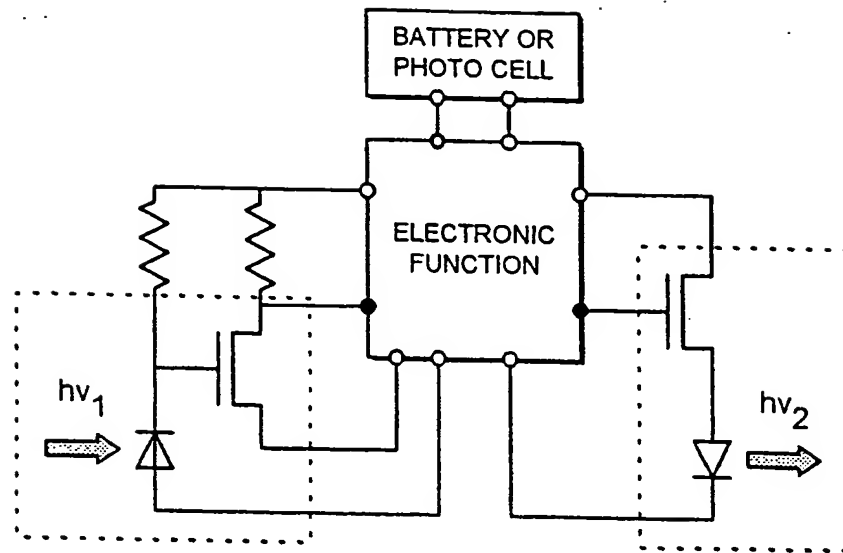 BATTERY OR
PHOTO CELL
ELECTRONIC
FUNCTION
hv1
hv2